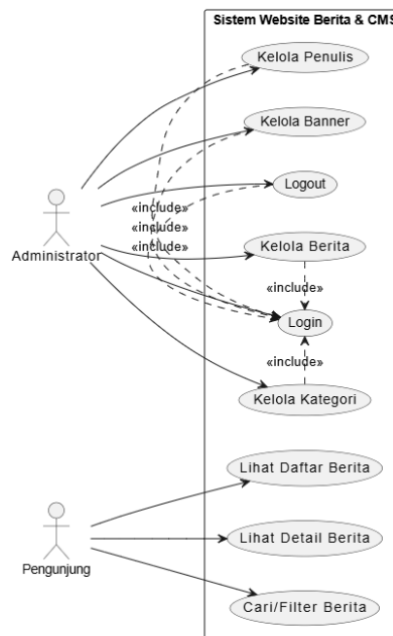 Sistem Website Berita & CMS
Kelola Penulis
Kelola Banner
Logout
«include»
«include»
«include»
Administrator
Kelola Berita
«include»
Login
«include»
Kelola Kategori
Lihat Daftar Berita
Pengunjung
Lihat Detail Berita
Cari/Filter Berita